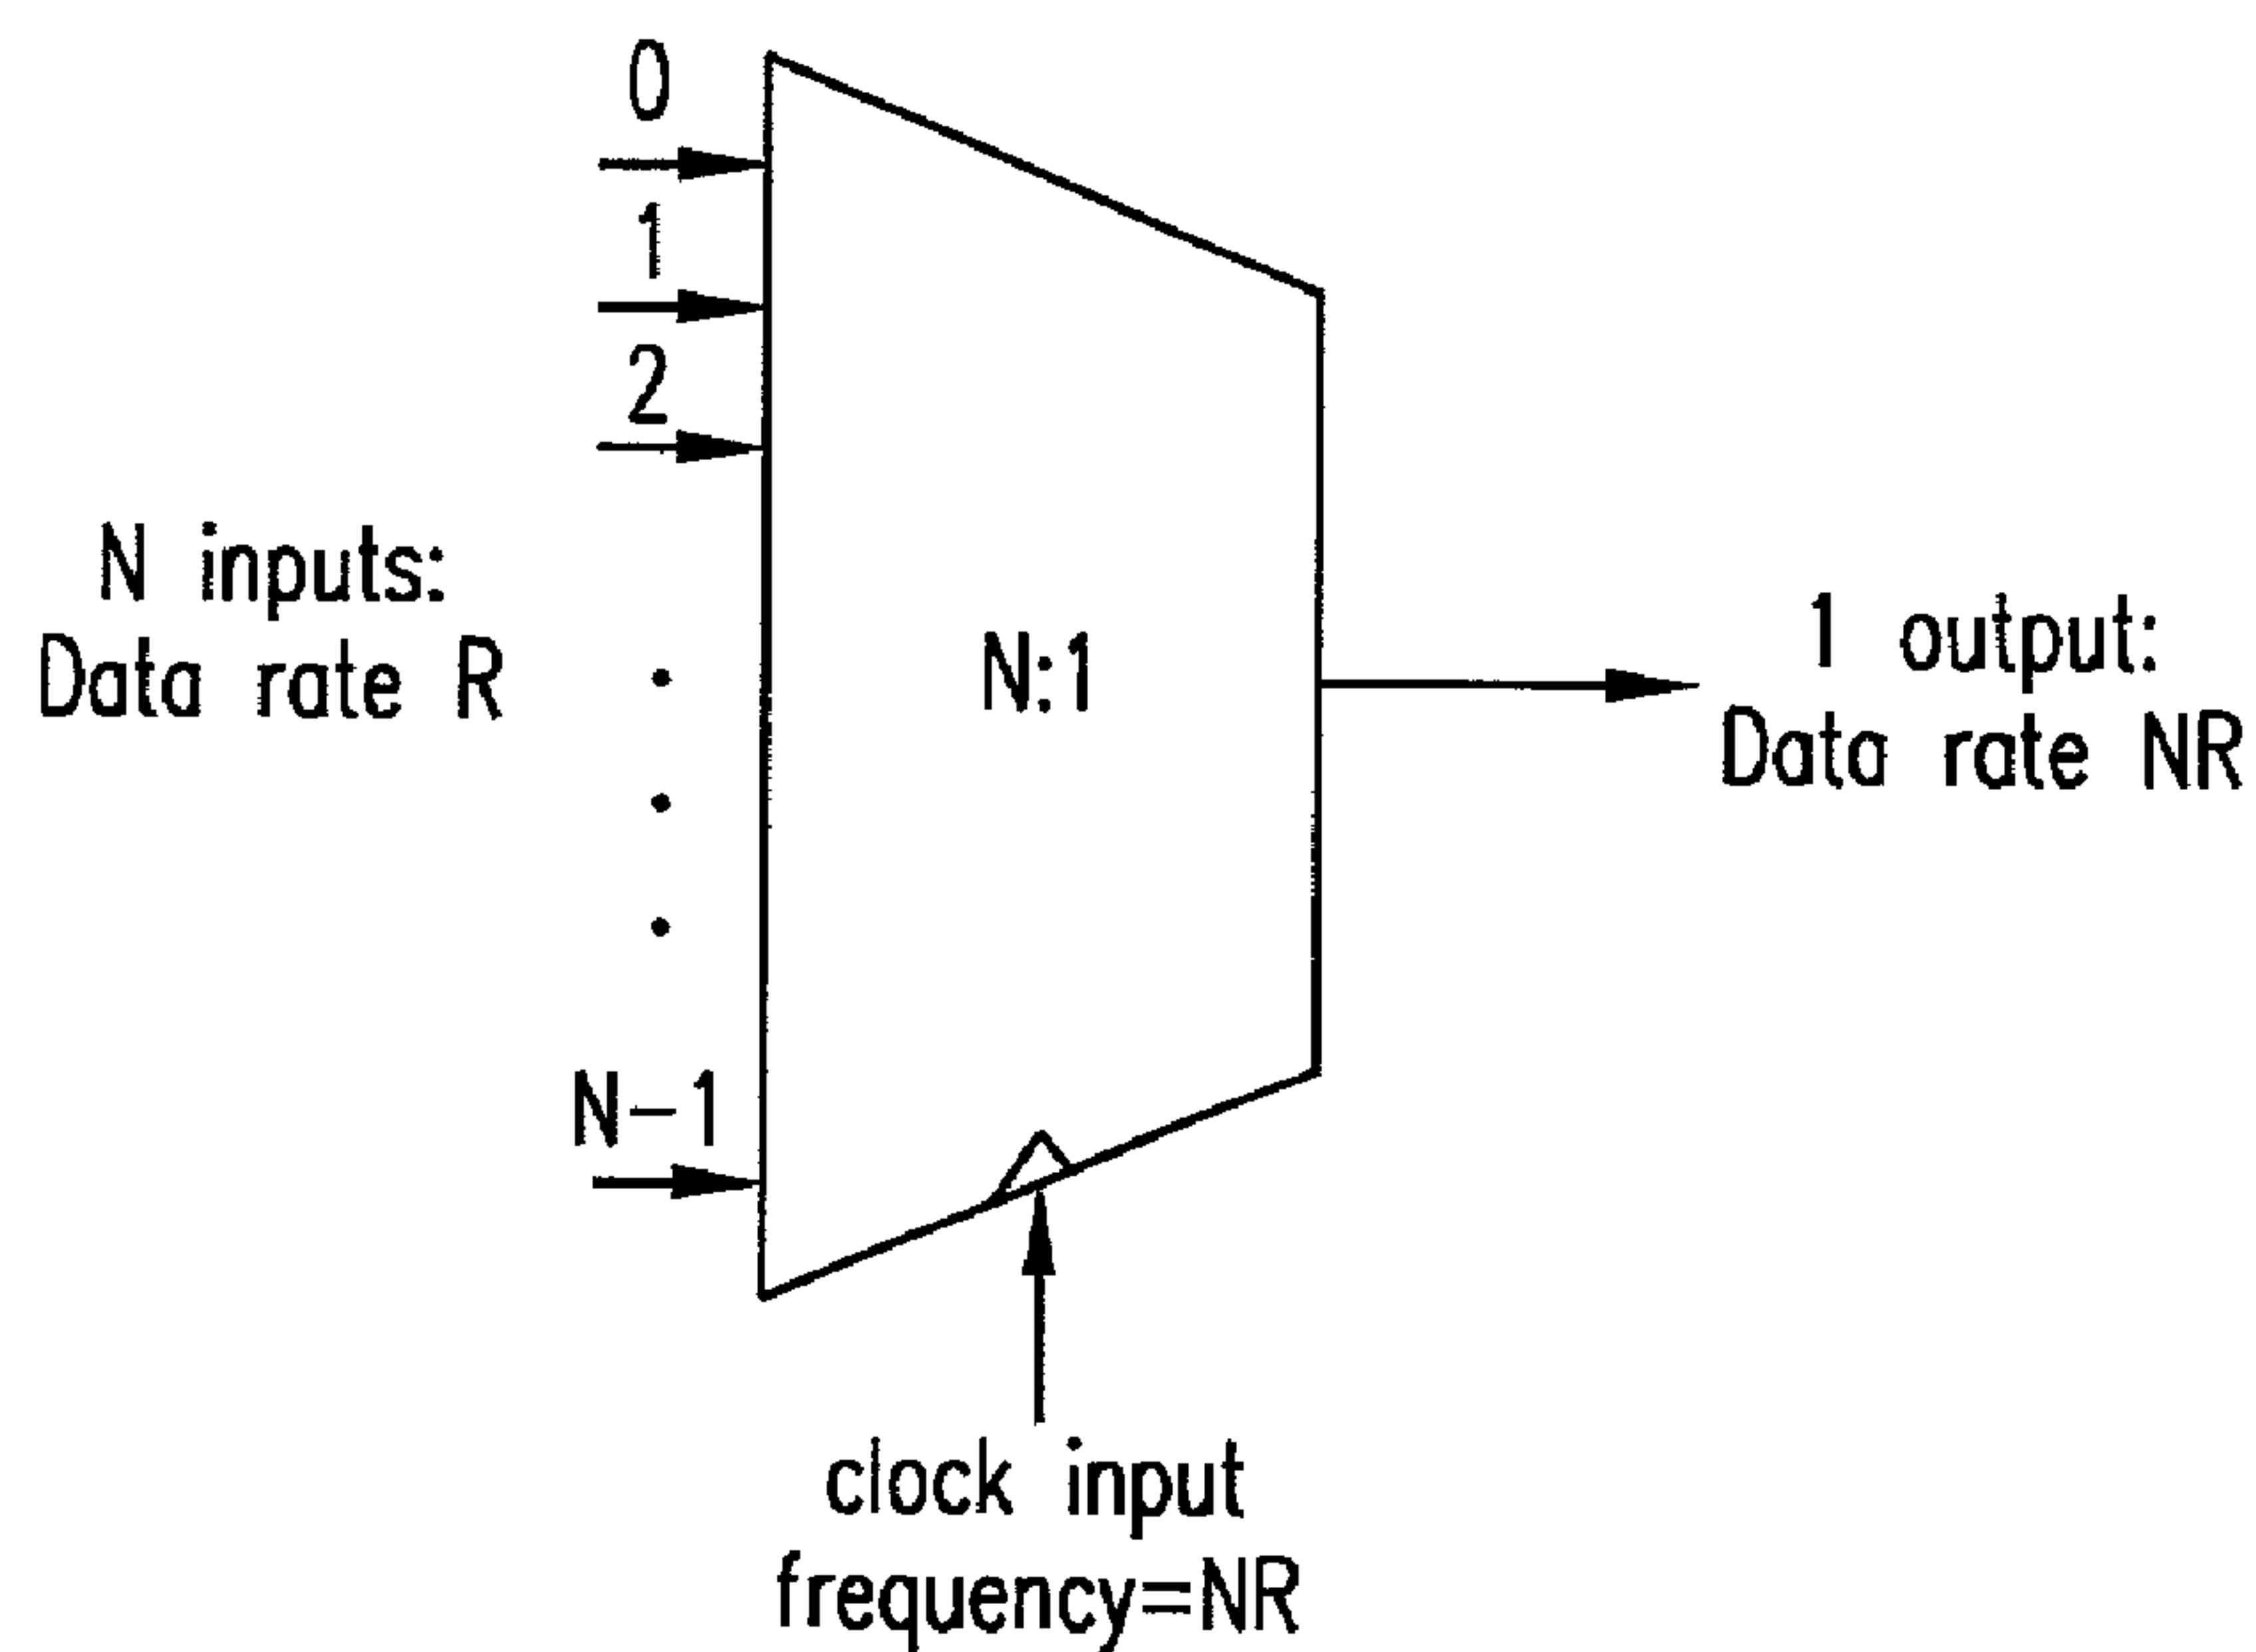 0
1
2
N inputs:
Data rate R
N:1
1 output:
Data rate NR
N-1
clock input
frequency=NR